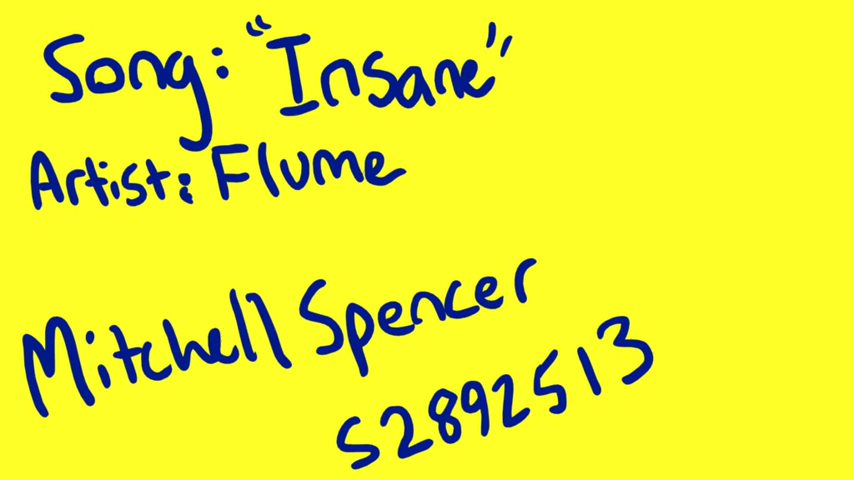 Song: "Insane"
Artist: Flume
Mitchell Spencer
S2892513